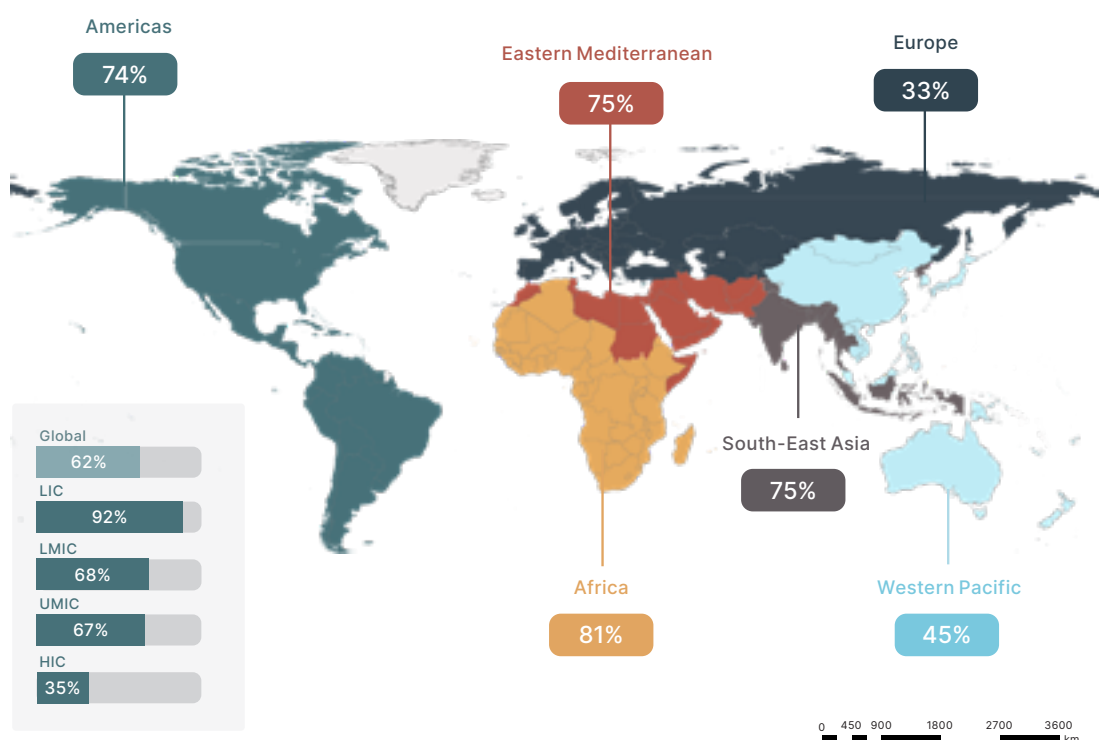 Americas
74%
Eastern Mediterranean
75%
Europe
33%
Global
62%
LIC
92%
LMIC
68%
UMIC
67%
HIC
35%
South-East Asia
75%
Africa
81%
Western Pacific
45%
0 450 900 1800 2700 3600
km